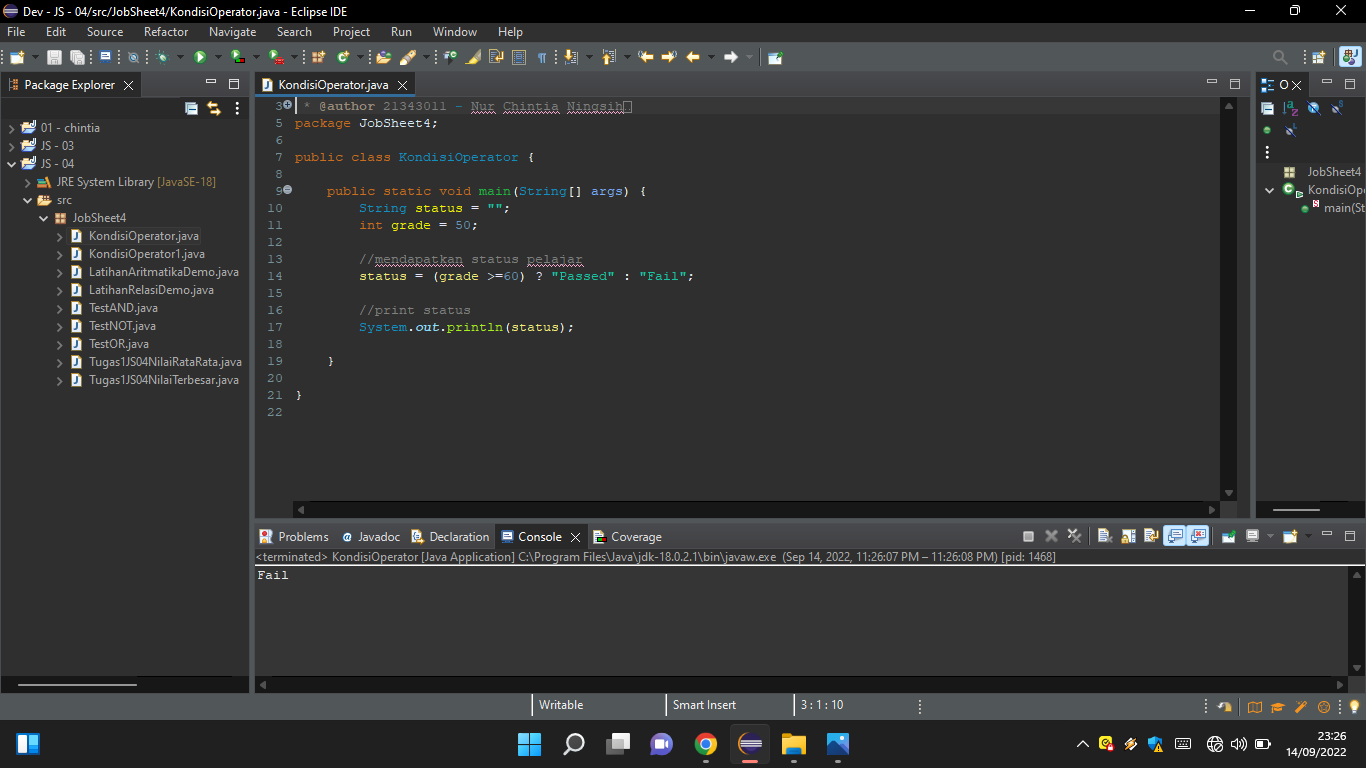 Dev - JS - 04/src/JobSheet4/KondisiOperator.java - Eclipse IDE
File Edit Source Refactor Navigate Search Project Run Window Help
Package Explorer
01 - chintia
JS - 03
JS - 04
JRE System Library [JavaSE-18]
src
JobSheet4
KondisiOperator.java
KondisiOperator1.java
LatihanAritmatikaDemo.java
LatihanRelasiDemo.java
TestAND.java
TestNOT.java
TestOR.java
Tugas1JS04NilaiRataRata.java
Tugas1JS04NilaiTerbesar.java
KondisiOperator.java
3 * @author 21343011 - Nur Chintia Ningsih
5 package JobSheet4;
6
7 public class KondisiOperator {
8
9 public static void main(String[] args) {
10 String status = "";
11 int grade = 50;
12
13 //mendapatkan status pelajar
14 status = (grade >=60) ? "Passed" : "Fail";
15
16 //print status
17 System.out.println(status);
18
19 }
20
21 }
22
O
JobSheet4
KondisiOpe
main(St
Problems Javadoc Declaration Console Coverage
<terminated> KondisiOperator [Java Application] C:\Program Files\Java\jdk-18.0.2.1\bin\javaw.exe (Sep 14, 2022, 11:26:07 PM – 11:26:08 PM) [pid: 1468]
Fail
Writable Smart Insert 3 : 1 : 10
23:26
14/09/2022